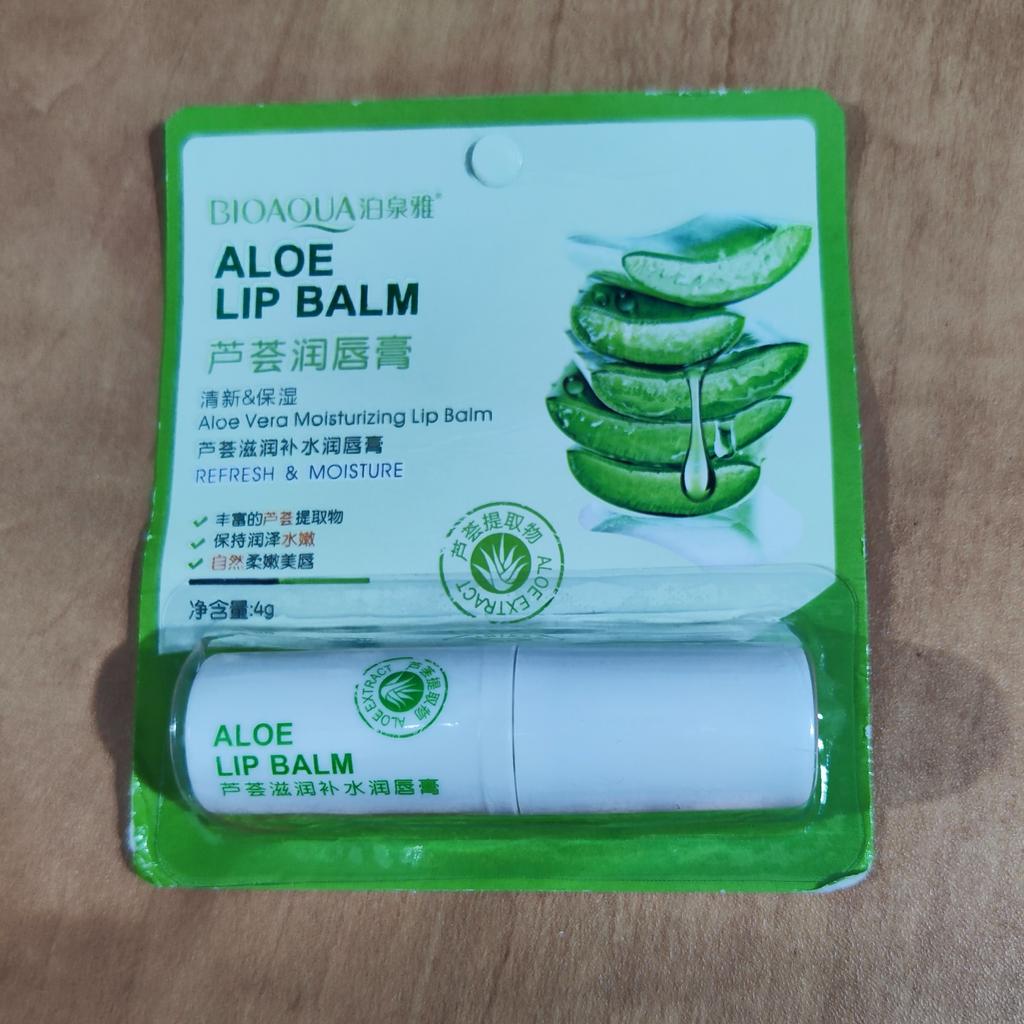 BIOAQUA泊泉雅®
ALOE
LIP BALM
芦荟润唇膏
清新&保湿
Aloe Vera Moisturizing Lip Balm
芦荟滋润补水润唇膏
REFRESH & MOISTURE
丰富的芦荟提取物
保持润泽水嫩
自然柔嫩美唇
净含量:4g
芦荟提取物
ALOE EXTRACT
ALOE EXTRACT
芦荟提取物
ALOE
LIP BALM
芦荟滋润补水润唇膏